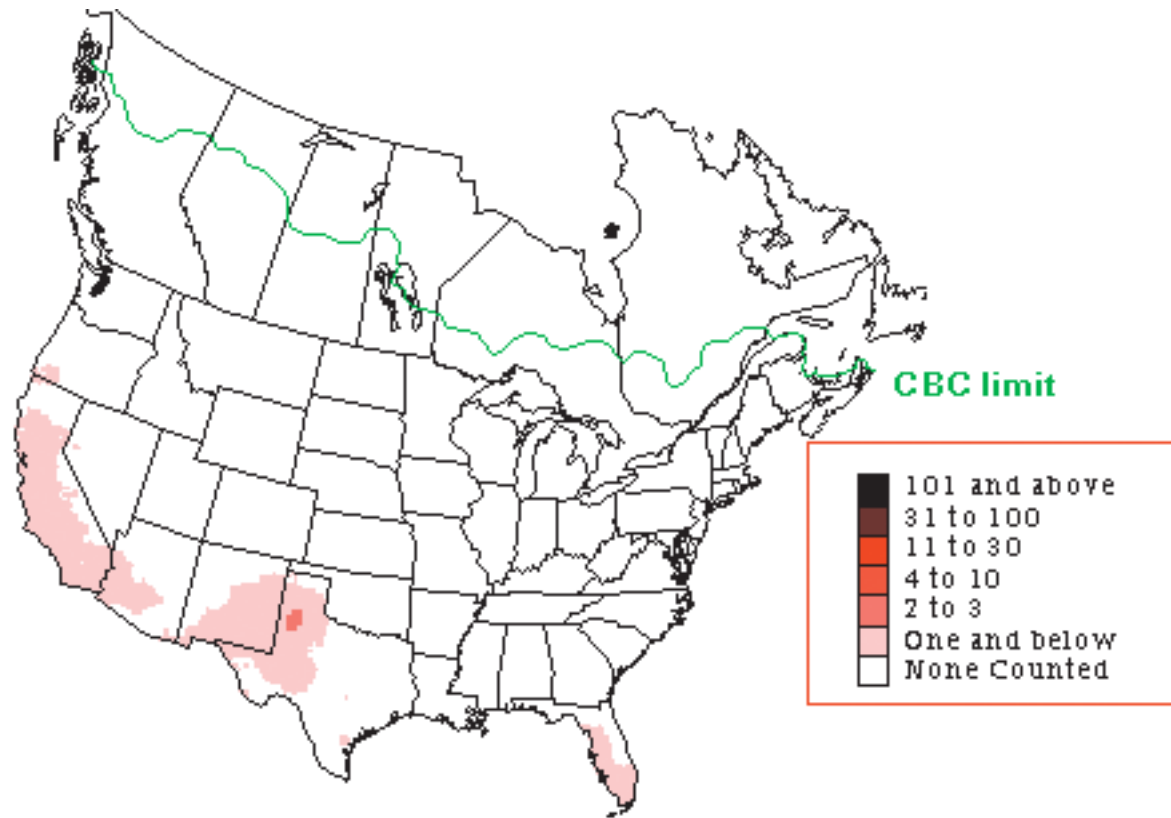 CBC limit
101 and above
31 to 100
11 to 30
4 to 10
2 to 3
One and below
None Counted